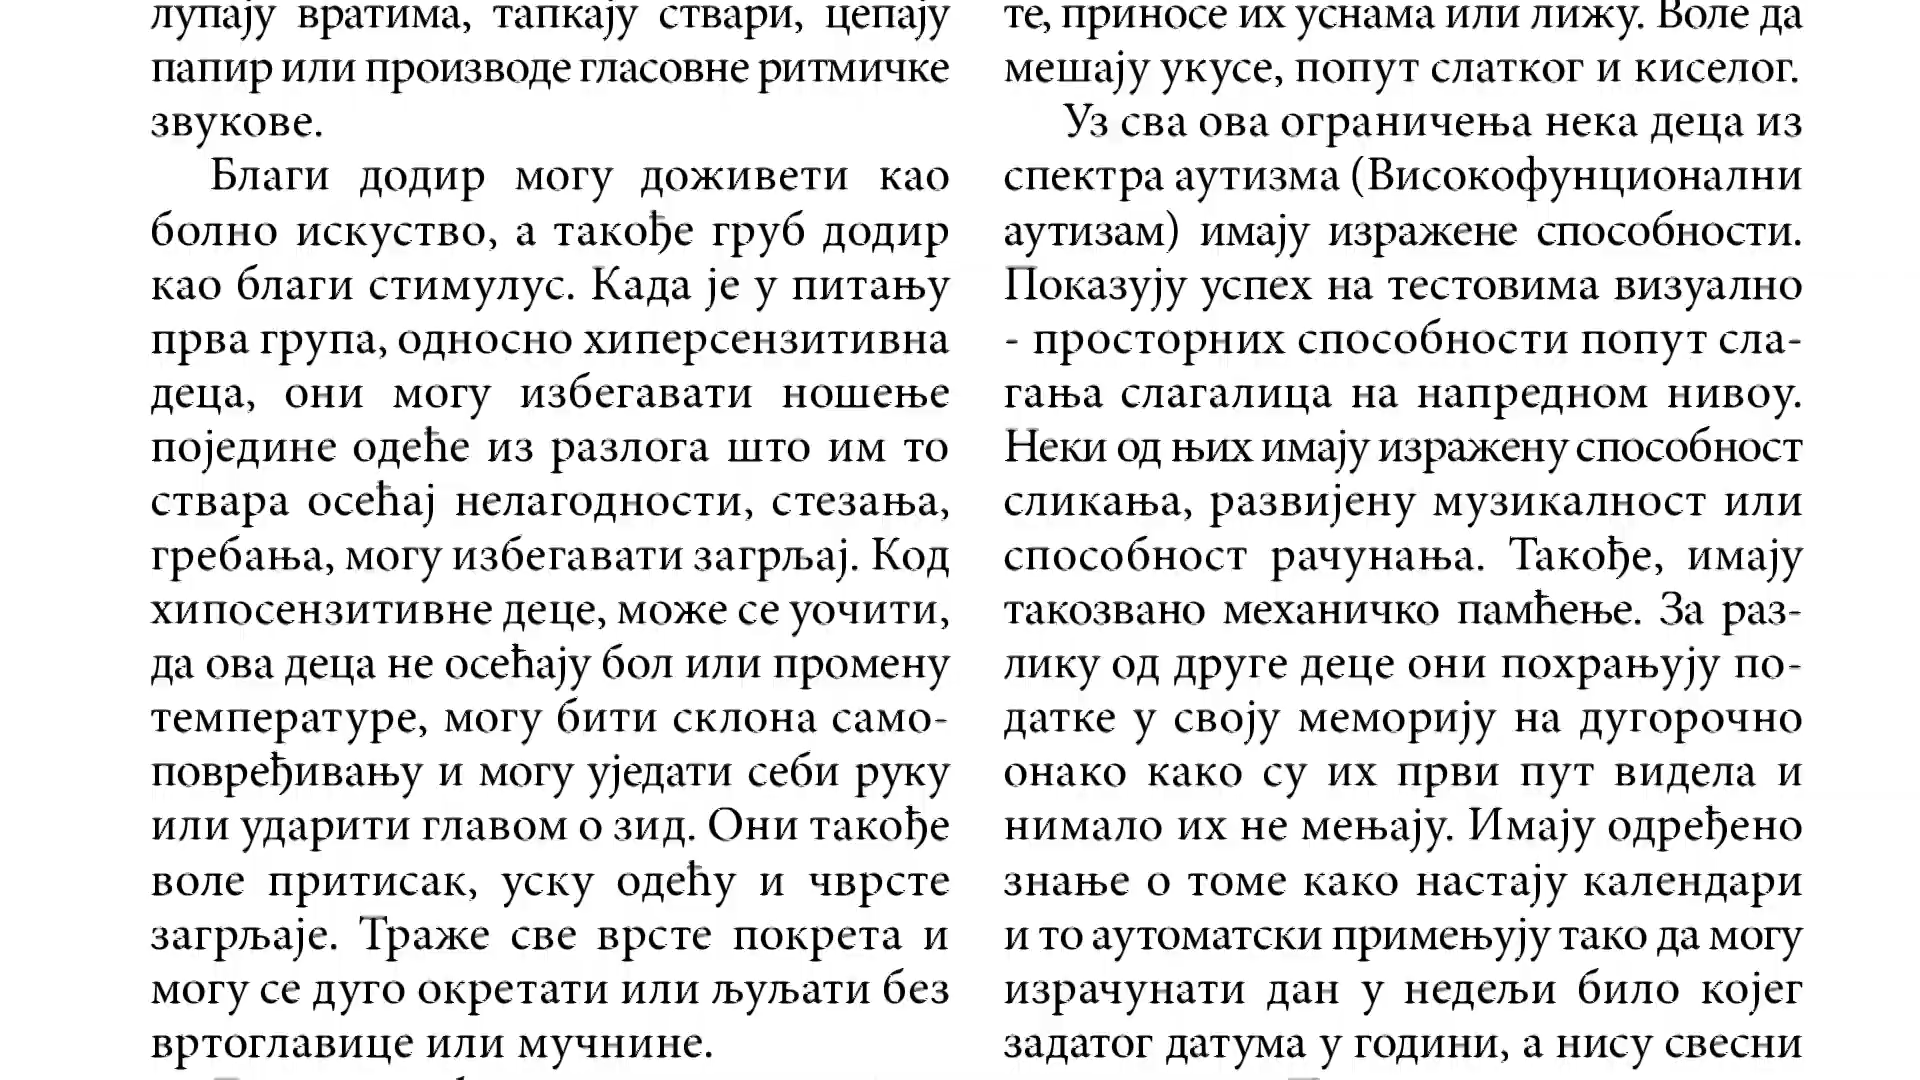 лупају вратима, тапкају ствари, цепају
папир или производе гласовне ритмичке
звукове.
Благи додир могу доживети као
болно искуство, а такође груб додир
као благи стимулус. Када је у питању
прва група, односно хиперсензитивна
деца, они могу избегавати ношење
поједине одеће из разлога што им то
ствара осећај нелагодности, стезања,
гребања, могу избегавати загрљај. Код
хипосензитивне деце, може се уочити,
да ова деца не осећају бол или промену
температуре, могу бити склона само-
повређивању и могу уједати себи руку
или ударити главом о зид. Они такође
воле притисак, уску одећу и чврсте
загрљаје. Траже све врсте покрета и
могу се дуго окретати или љуљати без
вртоглавице или мучнине.
те, приносе их уснама или лижу. Воле да
мешају укусе, попут слатког и киселог.
Уз сва ова ограничења нека деца из
спектра аутизма (Високофунционални
аутизам) имају изражене способности.
Показују успех на тестовима визуално
- просторних способности попут сла-
гања слагалица на напредном нивоу.
Неки од њих имају изражену способност
сликања, развијену музикалност или
способност рачунања. Такође, имају
такозвано механичко памћење. За раз-
лику од друге деце они похрањују по-
датке у своју меморију на дугорочно
онако како су их први пут видела и
нимало их не мењају. Имају одређено
знање о томе како настају календари
и то аутоматски примењују тако да могу
израчунати дан у недељи било којег
задатог датума у години, а нису свесни